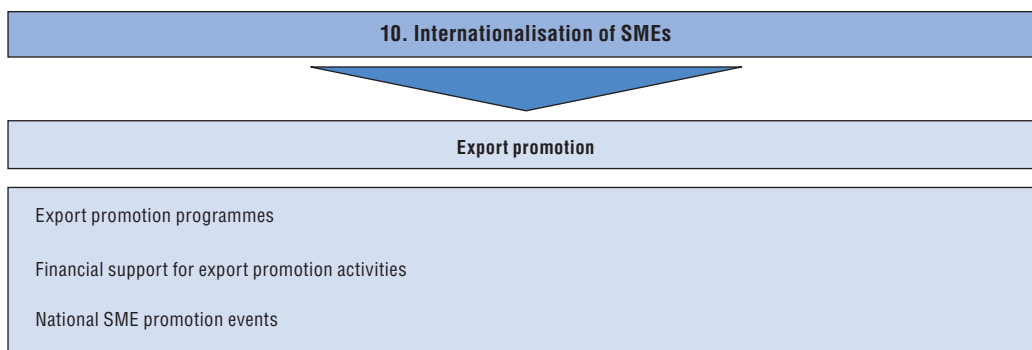 10. Internationalisation of SMEs
Export promotion
Export promotion programmes
Financial support for export promotion activities
National SME promotion events